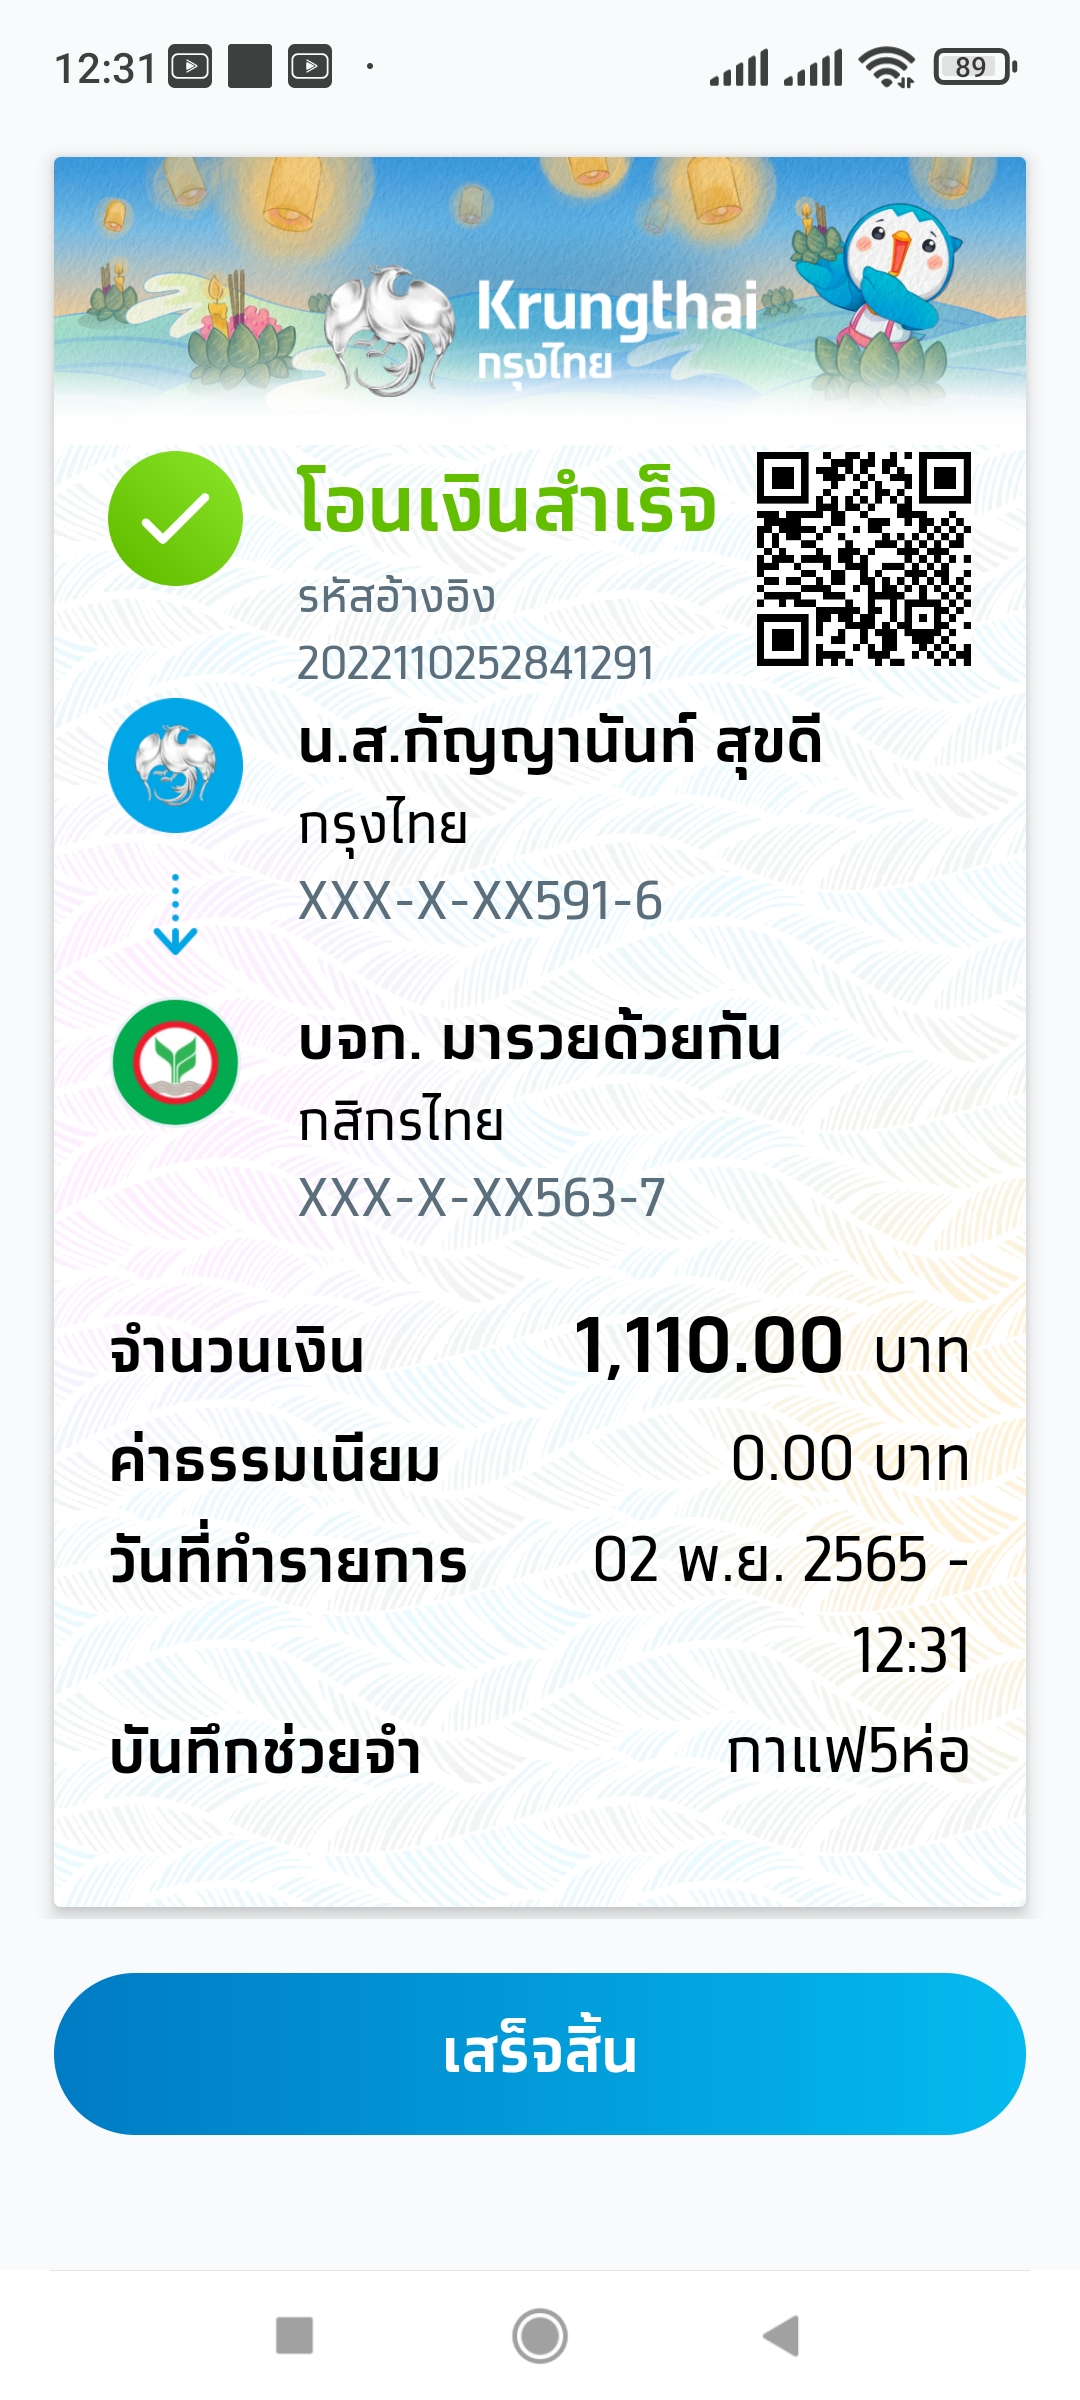 12:31
89
Krungthai
กรุงไทย
โอนเงินสำเร็จ
รหัสอ้างอิง
2022110252841291
น.ส.กัญญานันท์ สุขดี
กรุงไทย
XXX-X-XX591-6
บจก. มารวยด้วยกัน
กสิกรไทย
XXX-X-XX563-7
จำนวนเงิน 1,110.00 บาท
ค่าธรรมเนียม 0.00 บาท
วันที่ทำรายการ 02 พ.ย. 2565 -
12:31
บันทึกช่วยจำ กาแฟ5ห่อ
เสร็จสิ้น